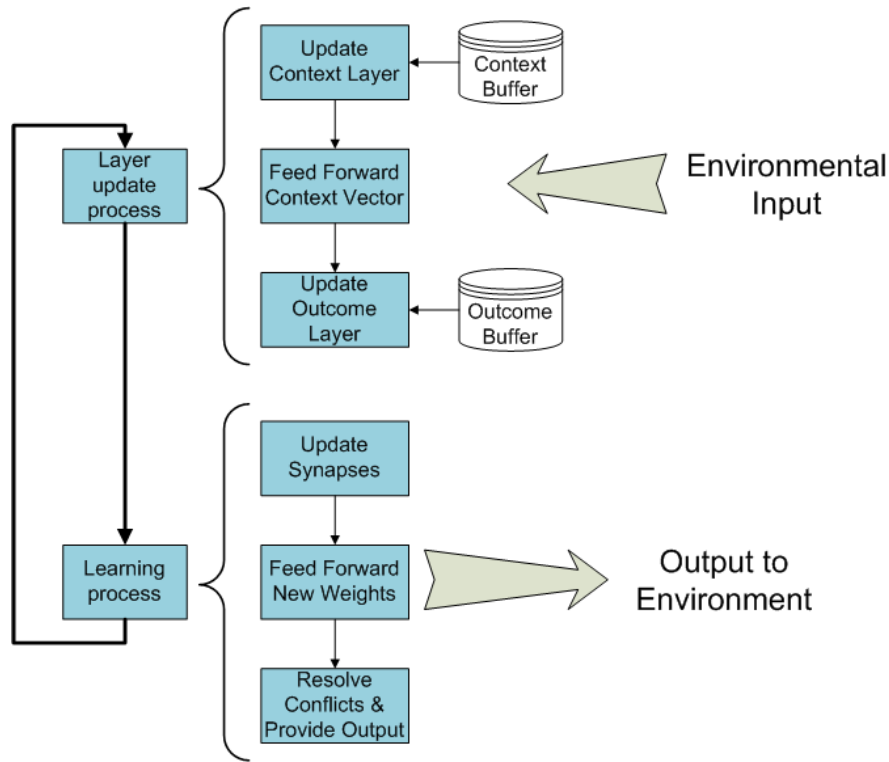 Update
Context Layer
Context
Buffer
Layer
update
process
Feed Forward
Context Vector
Environmental
Input
Update
Outcome
Layer
Outcome
Buffer
Update
Synapses
Learning
process
Feed Forward
New Weights
Output to
Environment
Resolve
Conflicts &
Provide Output